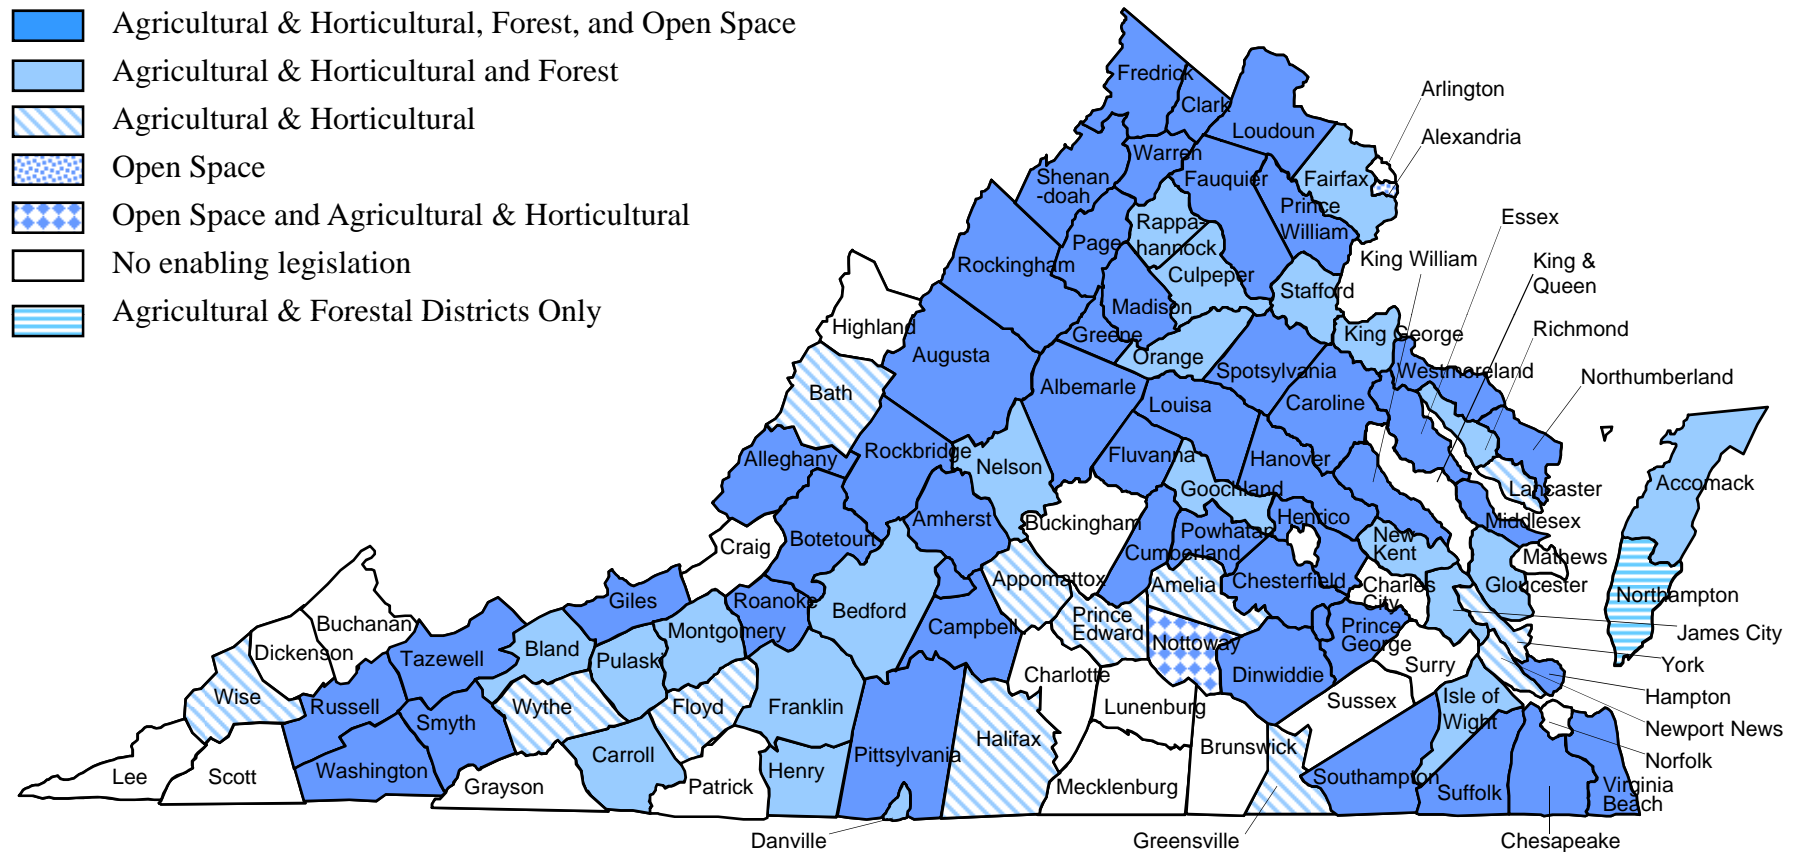 Agricultural & Horticultural, Forest, and Open Space
Agricultural & Horticultural and Forest
Agricultural & Horticultural
Open Space
Open Space and Agricultural & Horticultural
No enabling legislation
Agricultural & Forestal Districts Only
Fredrick
Clark
Loudoun
Arlington
Alexandria
Warren
Fauquier
Fairfax
Shenan
-doah
Prince
William
Rappa-
hannock
Page
Culpeper
Essex
King William
King &
Queen
Rockingham
Stafford
Madison
Highland
Greene
King George
Richmond
Augusta
Orange
Albemarle
Spotsylvania
Westmoreland
Northumberland
Bath
Louisa
Caroline
Alleghany
Rockbridge
Nelson
Fluvanna
Hanover
Goochland
Lancaster
Accomack
Amherst
Buckingham
Henrico
Middlesex
Craig
Botetourt
Powhatan
Cumberland
New
Kent
Mathews
Appomattox
Amelia
Chesterfield
Charles
City
Gloucester
Northampton
Giles
Roanoke
Bedford
Buchanan
Montgomery
Campbell
Prince
Edward
Prince
George
James City
Dickenson
Tazewell
Bland
Pulask
Nottoway
Surry
York
Charlotte
Dinwiddie
Wise
Russell
Smyth
Wythe
Floyd
Franklin
Lunenburg
Sussex
Isle of
Wight
Hampton
Newport News
Halifax
Brunswick
Carroll
Pittsylvania
Norfolk
Lee
Scott
Washington
Grayson
Patrick
Henry
Mecklenburg
Southampton
Suffolk
Virginia
Beach
Danville
Greensville
Chesapeake